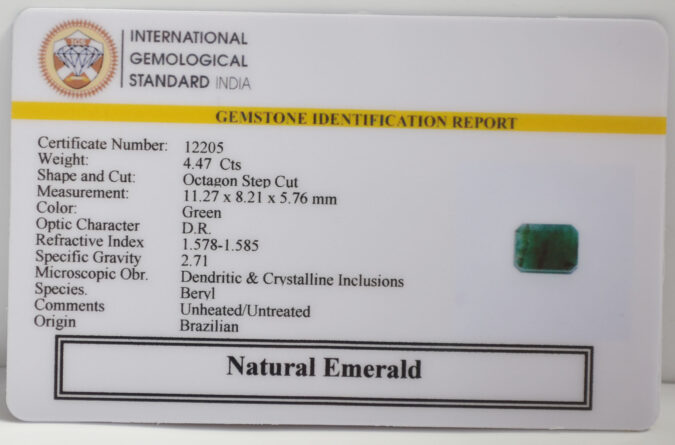 IGS
INTERNATIONAL
GEMOLOGICAL
STANDARD INDIA
GEMSTONE IDENTIFICATION REPORT
Certificate Number: 12205
Weight: 4.47 Cts
Shape and Cut: Octagon Step Cut
Measurement: 11.27 x 8.21 x 5.76 mm
Color: Green
Optic Character D.R.
Refractive Index 1.578-1.585
Specific Gravity 2.71
Microscopic Obr. Dendritic & Crystalline Inclusions
Species. Beryl
Comments Unheated/Untreated
Origin Brazilian
Natural Emerald